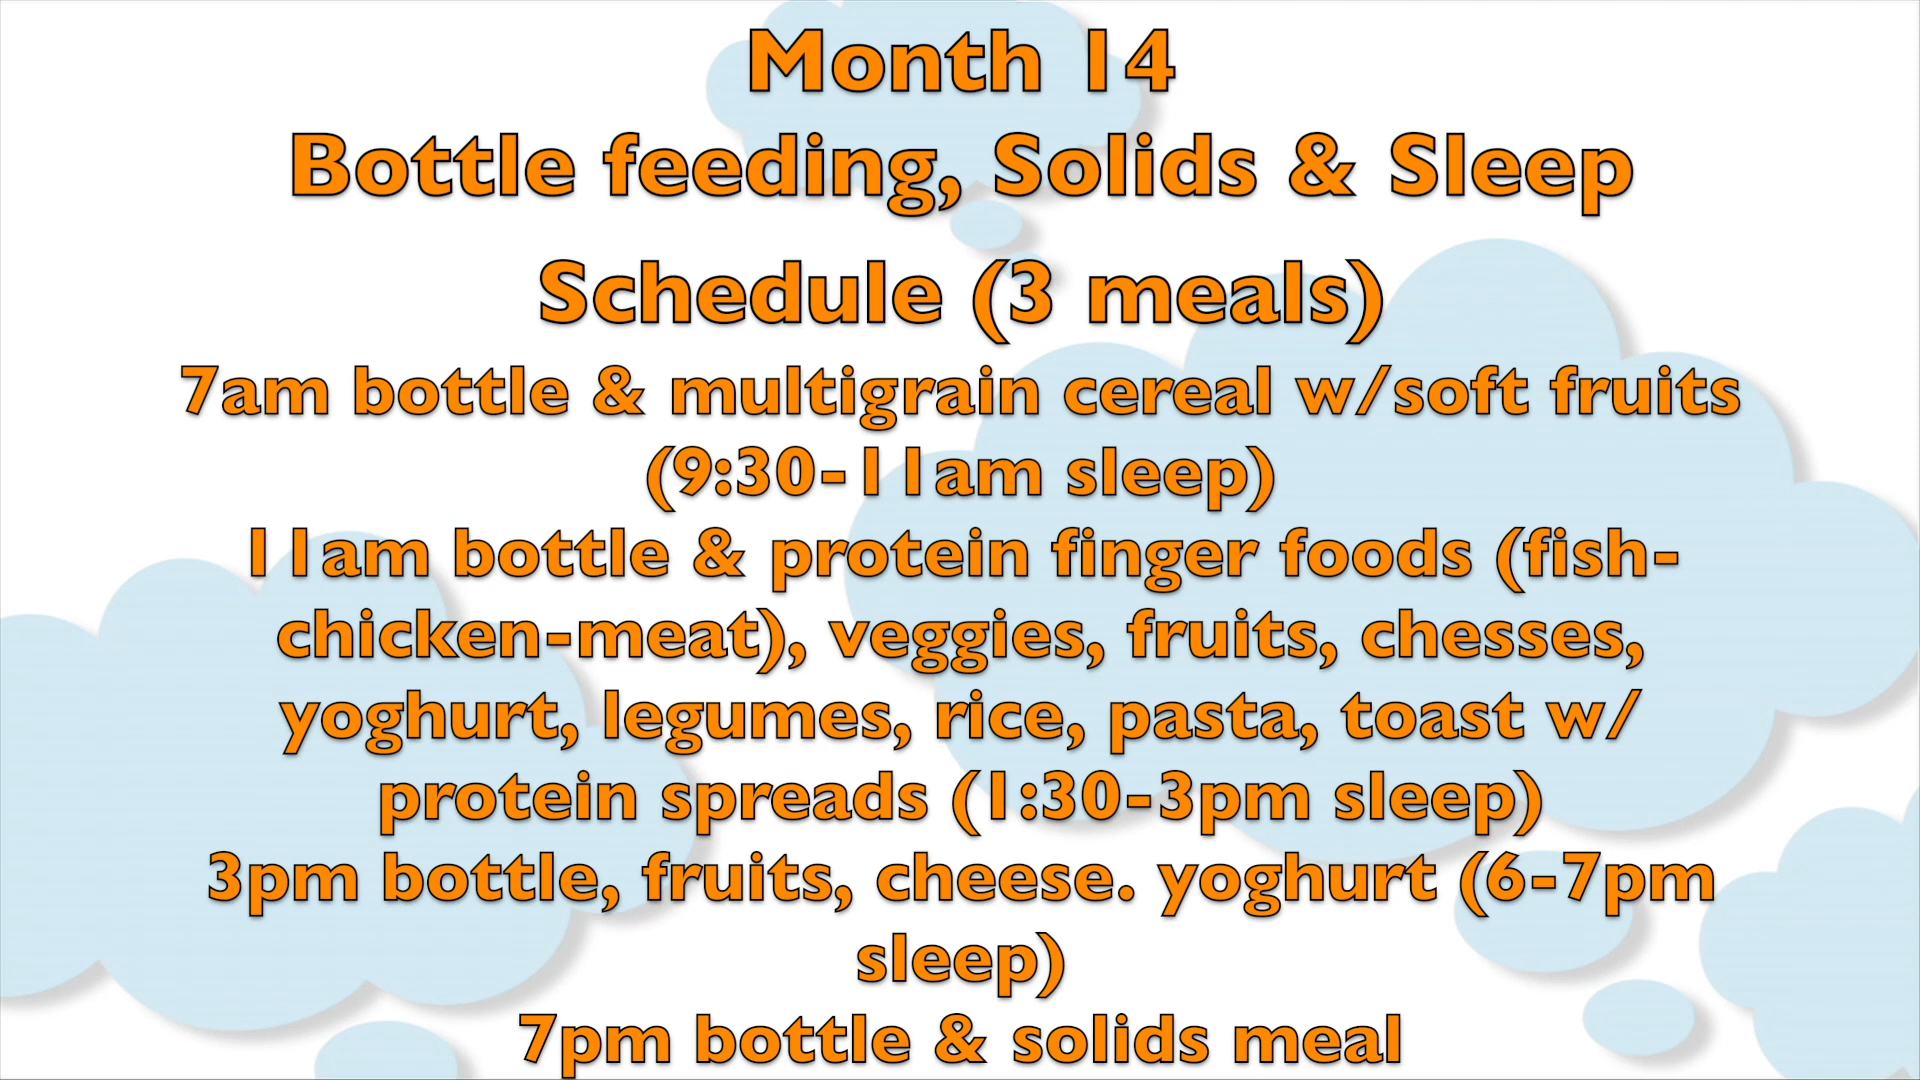 Month 14
Bottle feeding, Solids & Sleep
Schedule (3 meals)
7am bottle & multigrain cereal w/soft fruits
(9:30-11am sleep)
11am bottle & protein finger foods (fish-
chicken-meat), veggies, fruits, chesses,
yoghurt, legumes, rice, pasta, toast w/
protein spreads (1:30-3pm sleep)
3pm bottle, fruits, cheese. yoghurt (6-7pm
sleep)
7pm bottle & solids meal